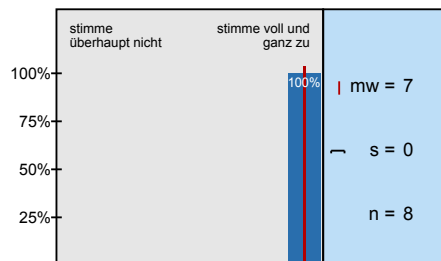 stimme
überhaupt nicht
stimme voll und
ganz zu
100%
100%
75%
50%
25%
mw = 7
s = 0
n = 8